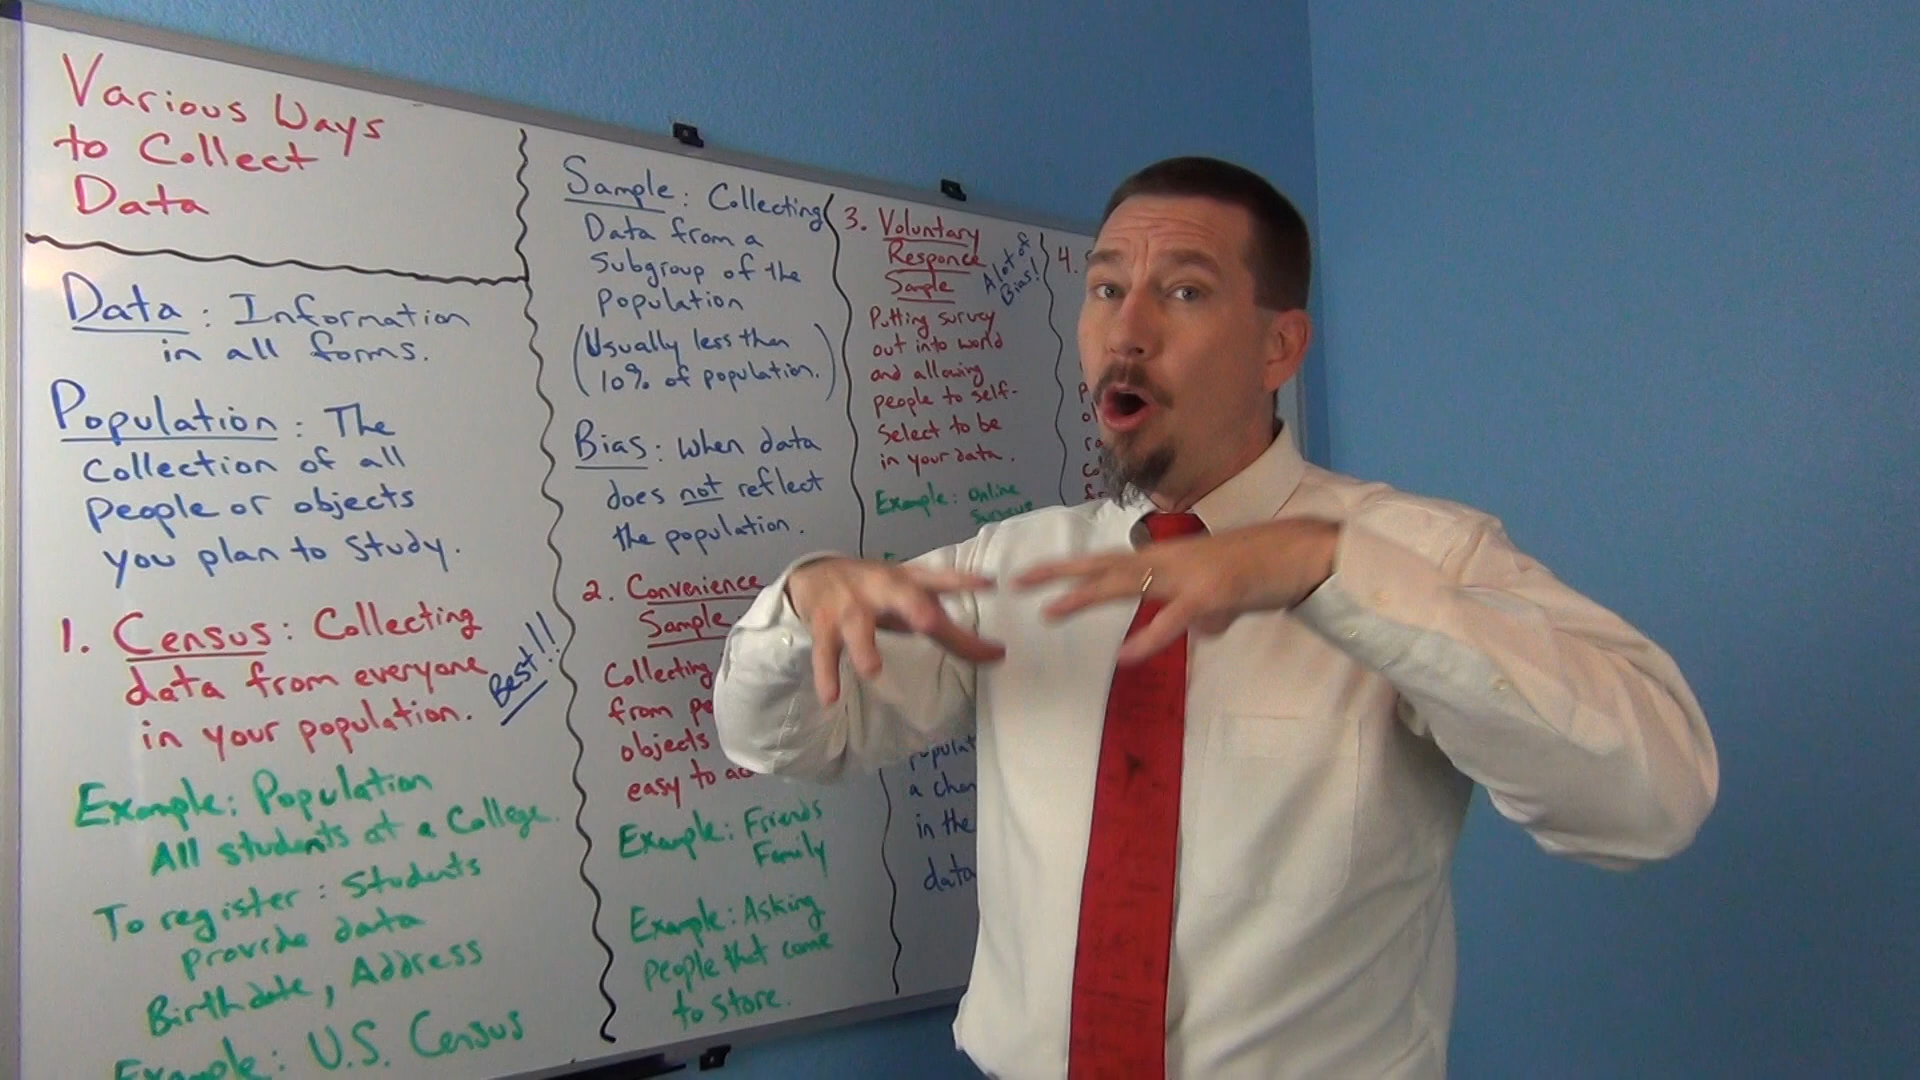 Various Ways
to Collect
Data
Data: Information
in all forms.
Population: The
Collection of all
People or objects
you plan to study.
1. Census: Collecting
data from everyone
in your population.
Best!!
Example: Population
All students at a College.
To register: Students
provide data
Birthdate, Address
Example: U.S. Census
Sample: Collecting
Data from a
Subgroup of the
Population
(Usually less than
10% of population.)
Bias: When data
does not reflect
the population.
2. Convenience
Sample
Collecting
from
objects
easy to
Example: Friends
Family
Example: Asking
people that come
to store.
3. Voluntary
Responce
Sample
A lot of
Bias!
Putting survey
out into world
and allowing
people to self-
Select to be
in your data.
Example: Online
Surveys
a
in the
data
4.